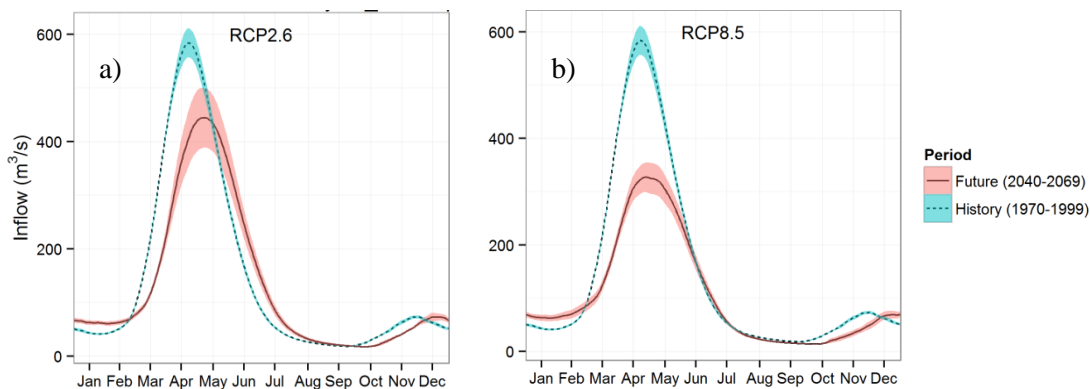 RCP2.6
a)
600
400
200
0
Inflow (m³/s)
Jan Feb Mar Apr May Jun Jul Aug Sep Oct Nov Dec
RCP8.5
b)
600
400
200
0
Jan Feb Mar Apr May Jun Jul Aug Sep Oct Nov Dec
Period
Future (2040-2069)
History (1970-1999)